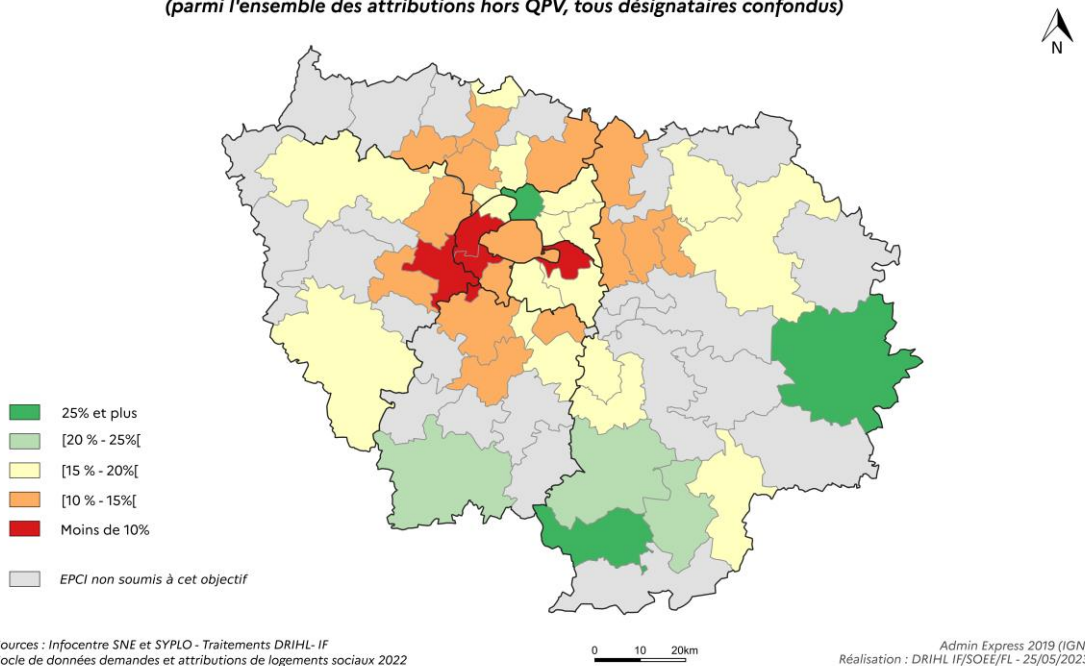 (parmi l'ensemble des attributions hors QPV, tous désignataires confondus)
N
25% et plus
[20 % - 25%[
[15 % - 20%[
[10 % - 15%[
Moins de 10%
EPCI non soumis à cet objectif
ources : Infocentre SNE et SYPLO - Traitements DRIHL- IF
ocle de données demandes et attributions de logements sociaux 2022
0 10 20km
Admin Express 2019 (IGN
Réalisation : DRIHL IF/SOEE/FL - 25/05/202